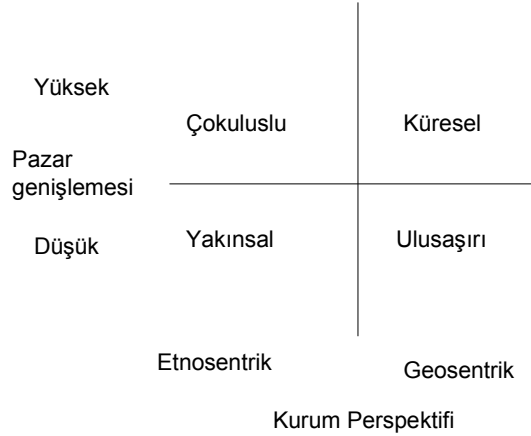 Yüksek
Çokuluslu
Küresel
Pazar
genişlemesi
Düşük
Yakınsal
Ulusaşırı
Etnosentrik
Geosentrik
Kurum Perspektifi